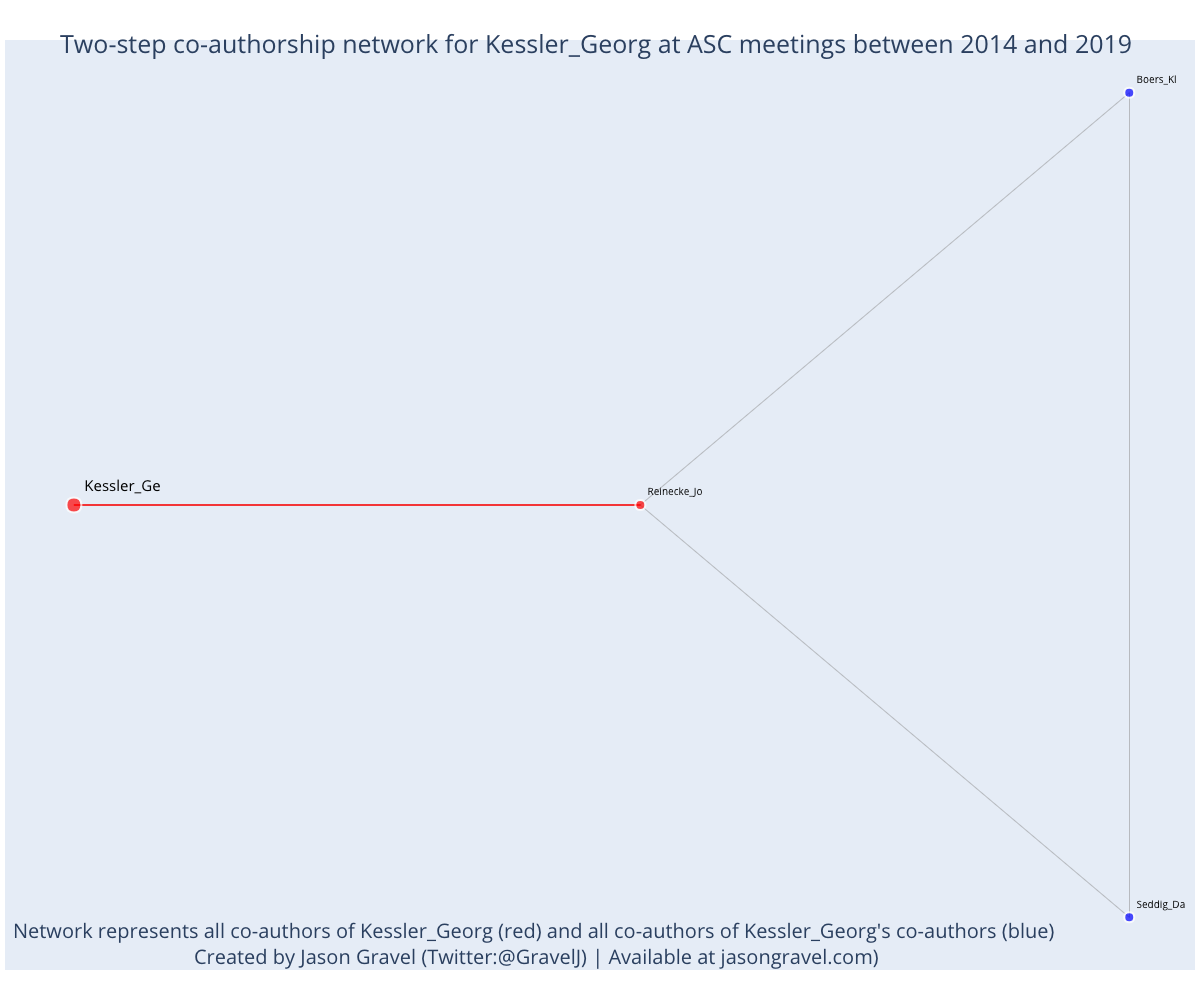 Two-step co-authorship network for Kessler_Georg at ASC meetings between 2014 and 2019
Boers_Kl
Kessler_Ge
Reinecke_Jo
Seddig_Da
Network represents all co-authors of Kessler_Georg (red) and all co-authors of Kessler_Georg's co-authors (blue)
Created by Jason Gravel (Twitter:@GravelJ) | Available at jasongravel.com)